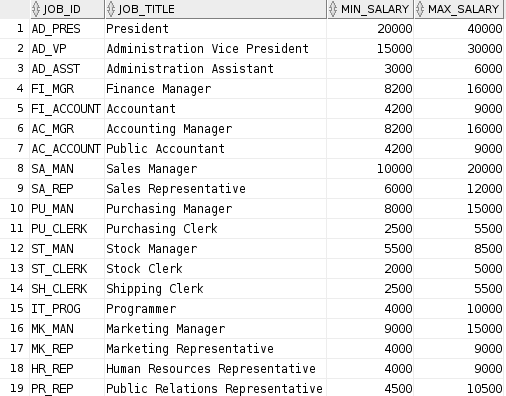 JOB_ID JOB_TITLE MIN_SALARY MAX_SALARY
1 AD_PRES President 20000 40000
2 AD_VP Administration Vice President 15000 30000
3 AD_ASST Administration Assistant 3000 6000
4 FI_MGR Finance Manager 8200 16000
5 FI_ACCOUNT Accountant 4200 9000
6 AC_MGR Accounting Manager 8200 16000
7 AC_ACCOUNT Public Accountant 4200 9000
8 SA_MAN Sales Manager 10000 20000
9 SA_REP Sales Representative 6000 12000
10 PU_MAN Purchasing Manager 8000 15000
11 PU_CLERK Purchasing Clerk 2500 5500
12 ST_MAN Stock Manager 5500 8500
13 ST_CLERK Stock Clerk 2000 5000
14 SH_CLERK Shipping Clerk 2500 5500
15 IT_PROG Programmer 4000 10000
16 MK_MAN Marketing Manager 9000 15000
17 MK_REP Marketing Representative 4000 9000
18 HR_REP Human Resources Representative 4000 9000
19 PR_REP Public Relations Representative 4500 10500